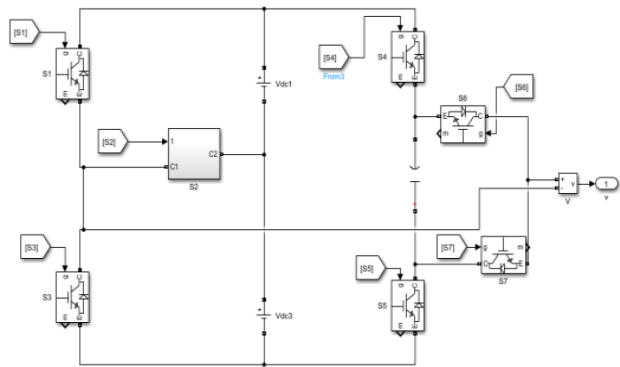 [S1]
g
C
S1
E
m
[S2]
1
C1
C2
S2
[S3]
g
C
S3
E
m
+
Vdc1
+
Vdc3
[S4]
From3
g
C
S4
E
m
S6
E
C
m
g
[S6]
[S5]
g
C
S5
E
m
[S7]
g
m
C
E
S7
+
-
v
V
1
v